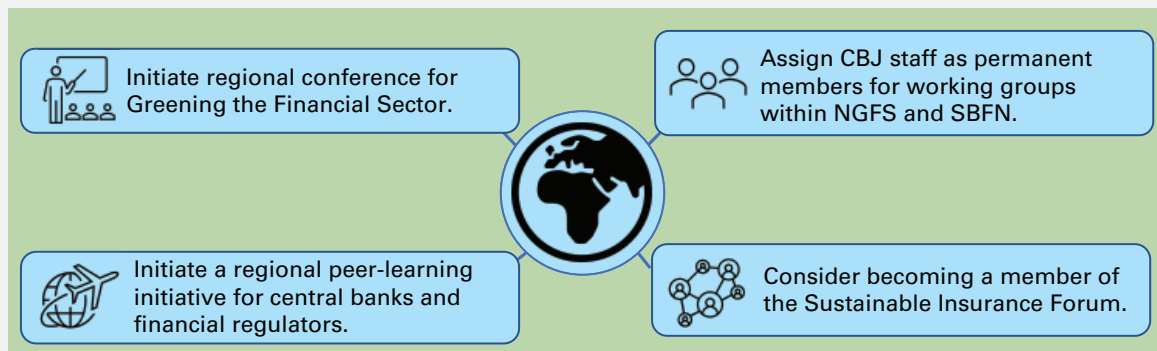 Initiate regional conference for
Greening the Financial Sector.
Assign CBJ staff as permanent
members for working groups
within NGFS and SBFN.
Initiate a regional peer-learning
initiative for central banks and
financial regulators.
Consider becoming a member of
the Sustainable Insurance Forum.